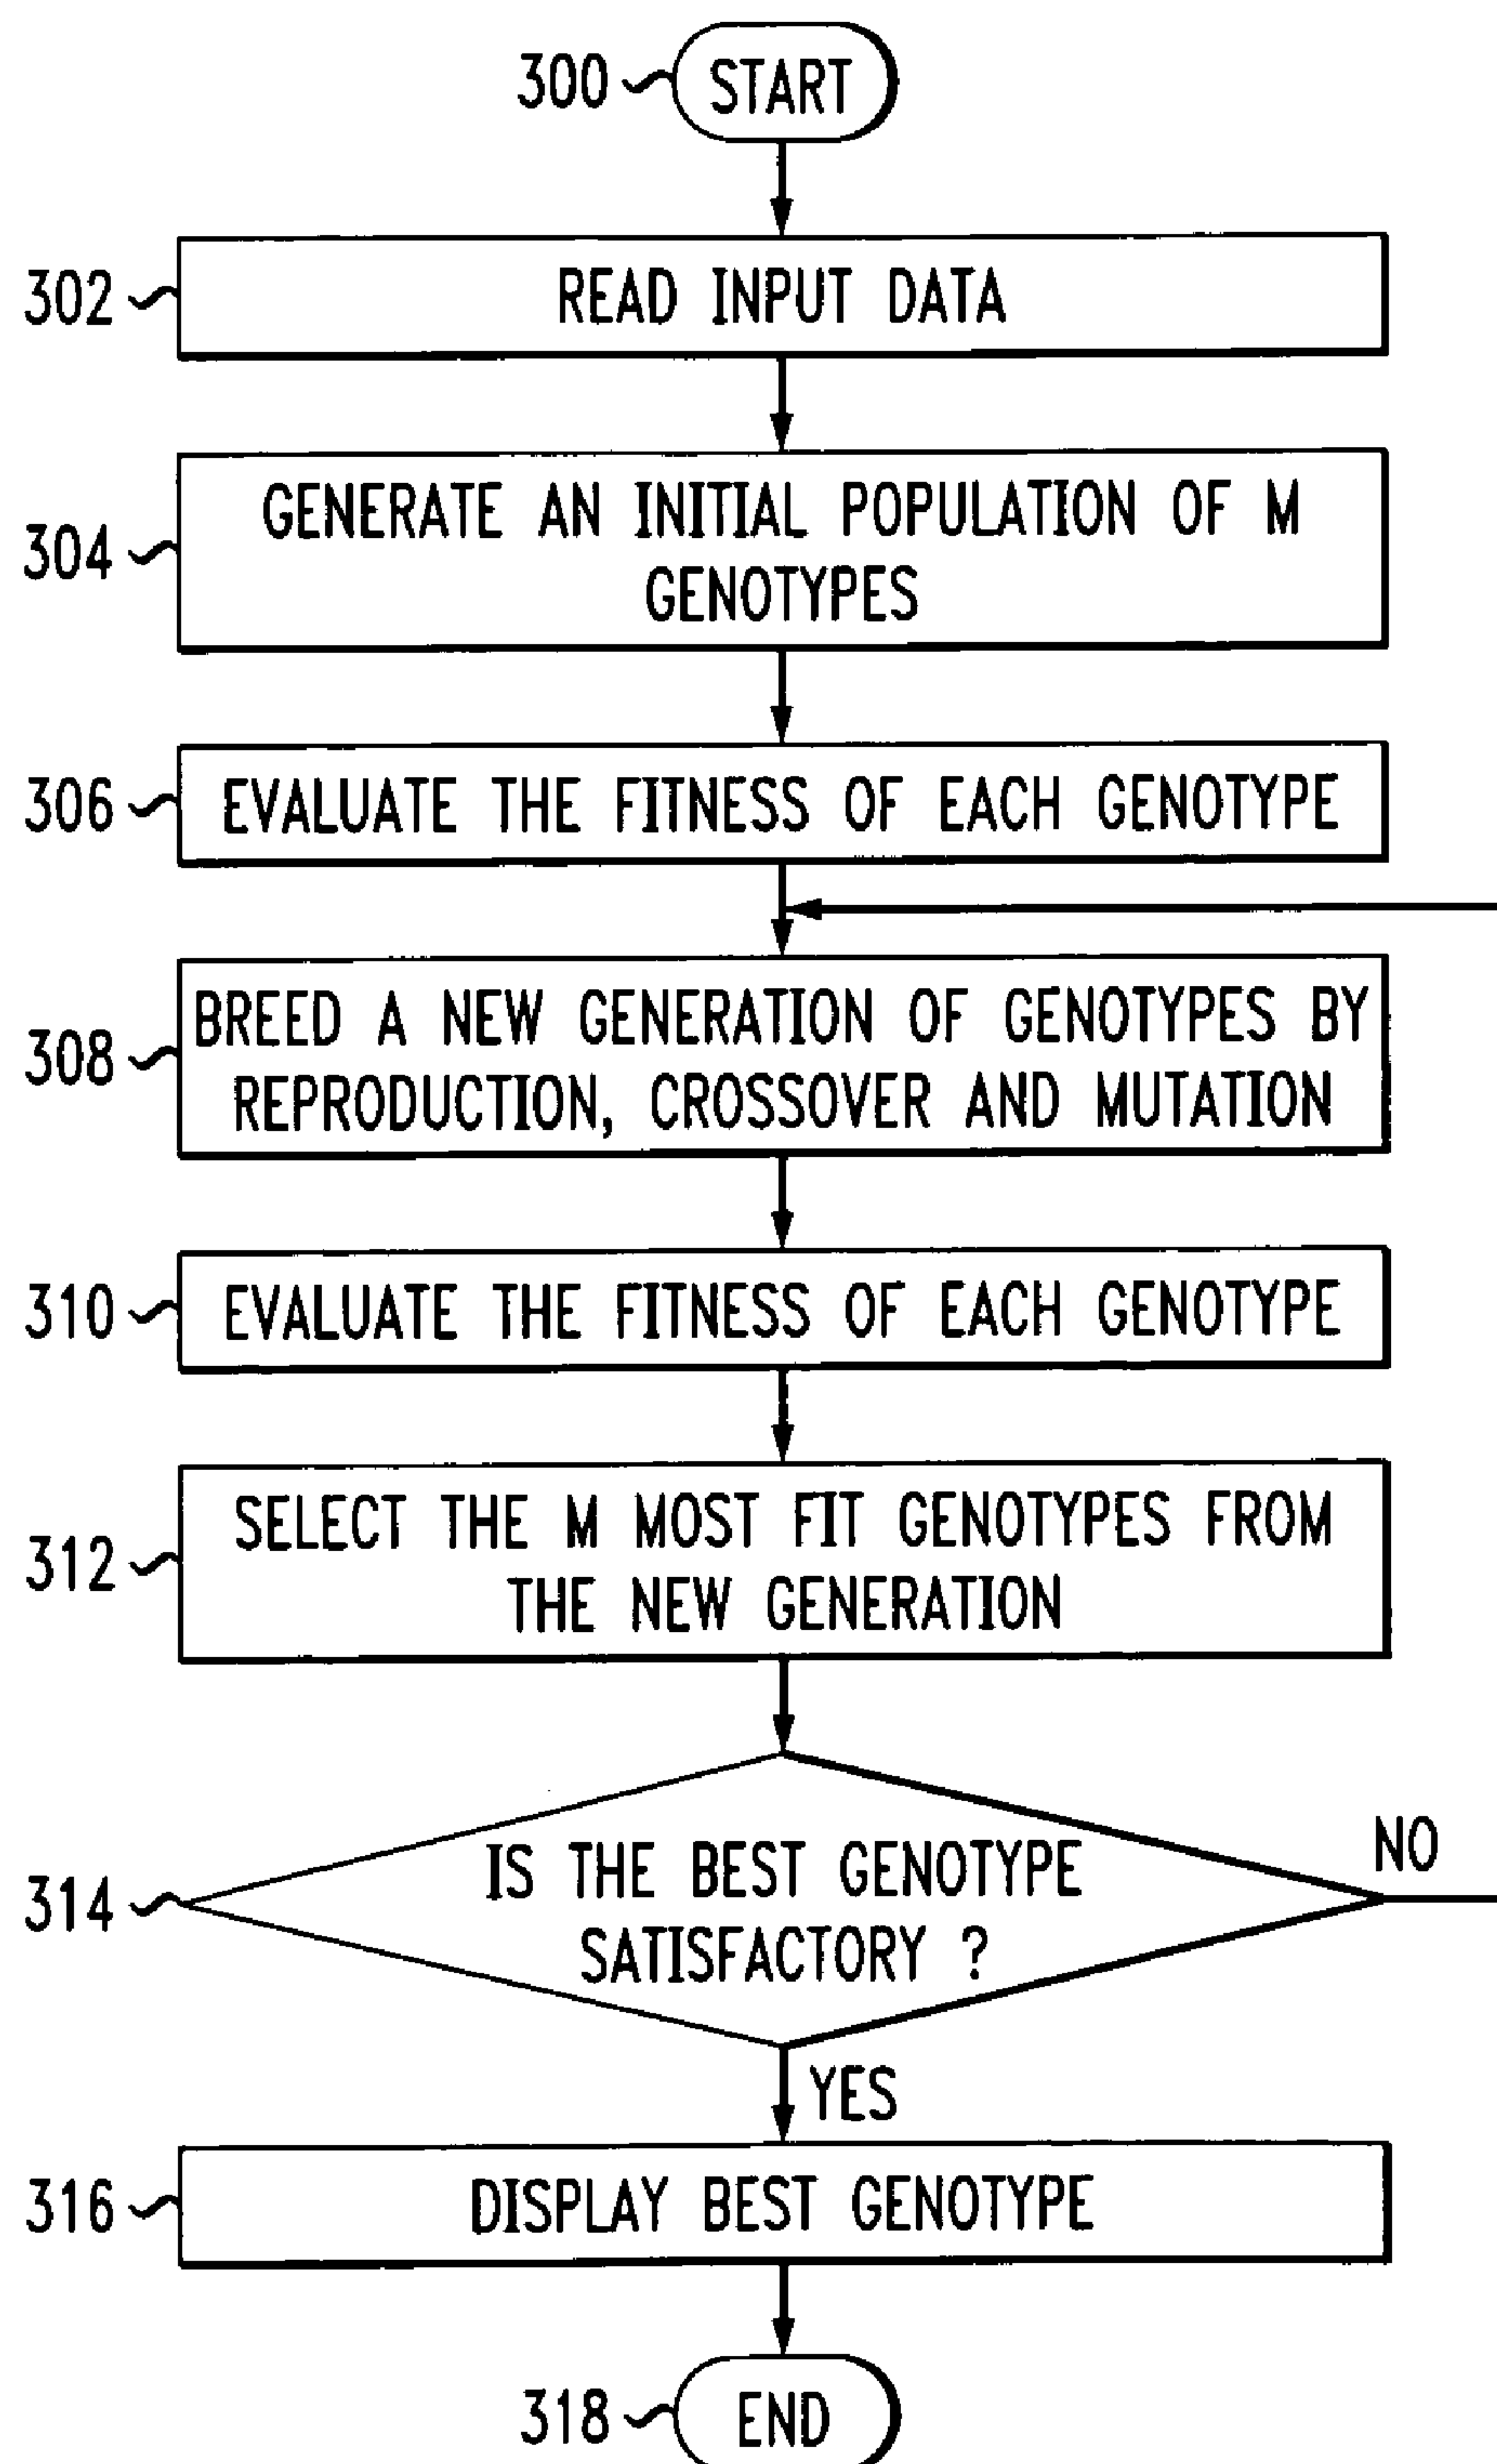 300 START
302 READ INPUT DATA
304 GENERATE AN INITIAL POPULATION OF M
GENOTYPES
306 EVALUATE THE FITNESS OF EACH GENOTYPE
308 BREED A NEW GENERATION OF GENOTYPES BY
REPRODUCTION, CROSSOVER AND MUTATION
310 EVALUATE THE FITNESS OF EACH GENOTYPE
312 SELECT THE M MOST FIT GENOTYPES FROM
THE NEW GENERATION
314 IS THE BEST GENOTYPE
SATISFACTORY ?
NO
YES
316 DISPLAY BEST GENOTYPE
318 END